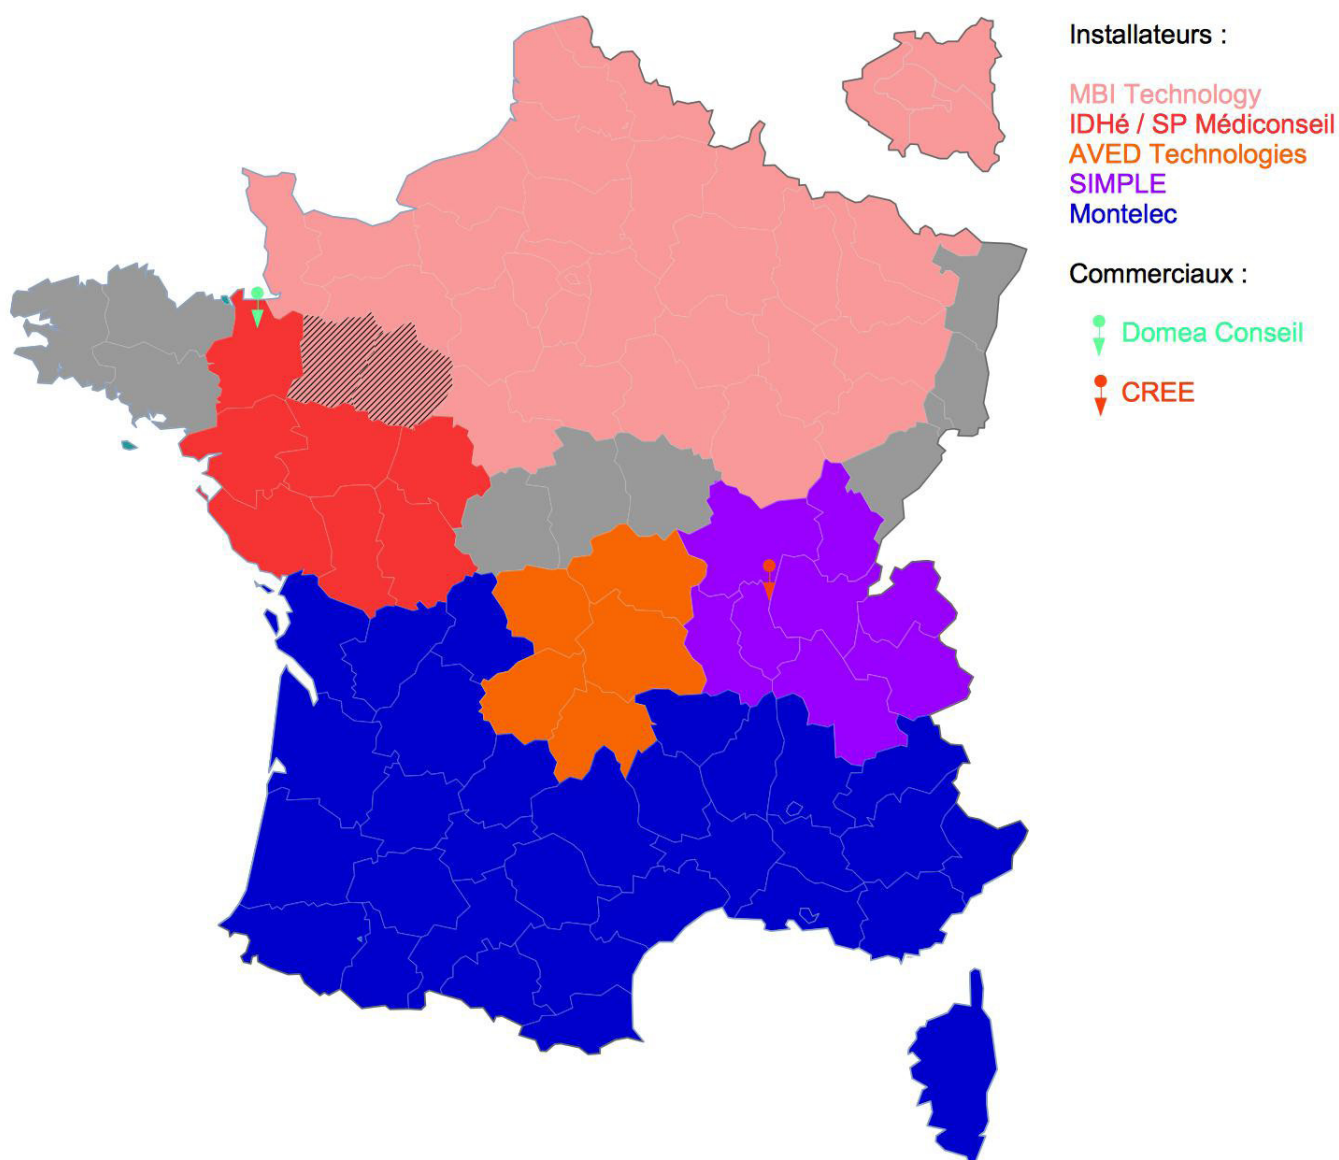 Installateurs :
MBI Technology
IDHé / SP Médiconseil
AVED Technologies
SIMPLE
Montelec
Commerciaux :
Domea Conseil
CREE